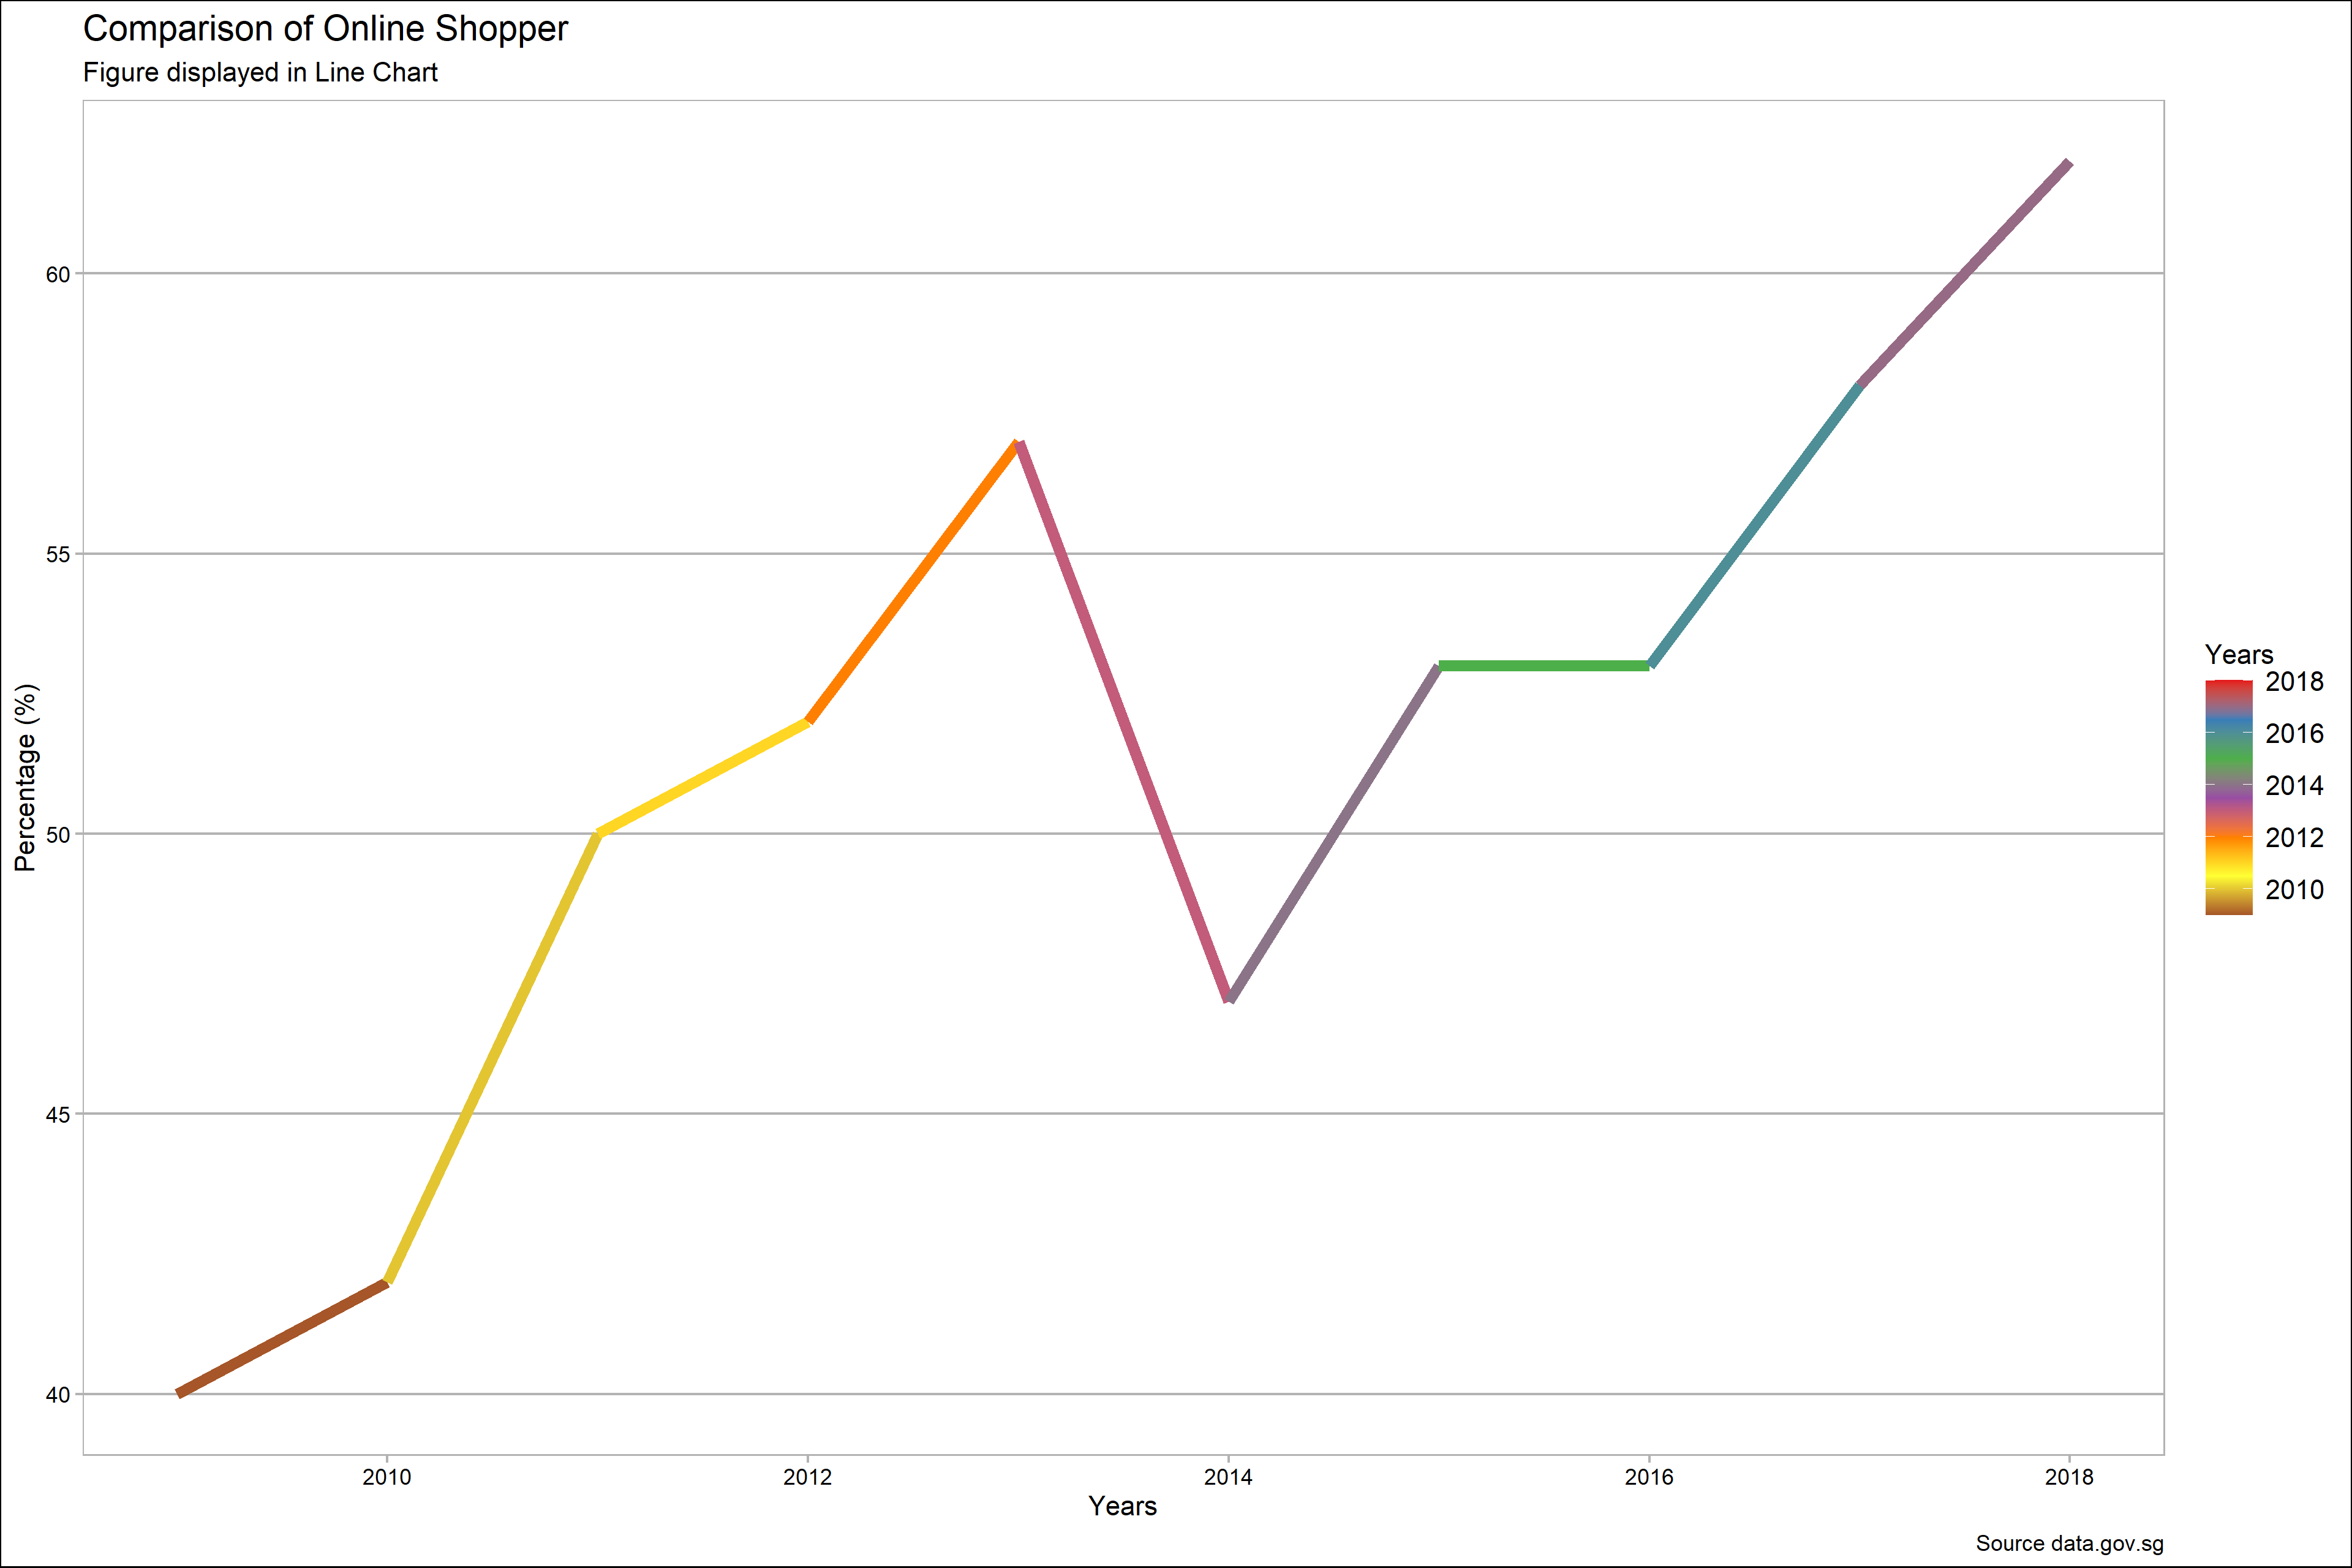 Comparison of Online Shopper
Figure displayed in Line Chart
Percentage (%)
60
55
50
45
40
2010
2012
2014
2016
2018
Years
Years
2018
2016
2014
2012
2010
Source data.gov.sg